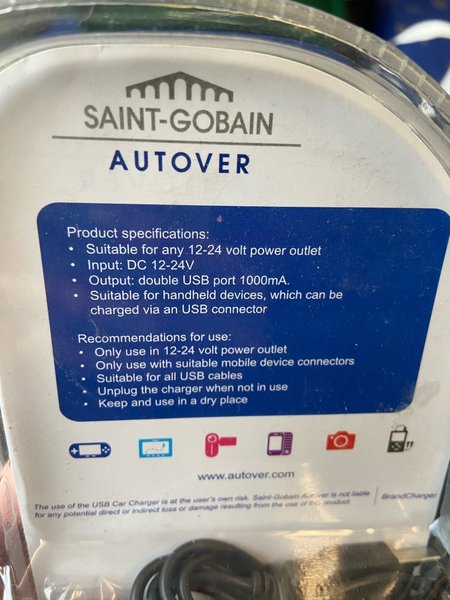 SAINT-GOBAIN
AUTOVER
Product specifications:
• Suitable for any 12-24 volt power outlet
• Input: DC 12-24V
• Output: double USB port 1000mA.
• Suitable for handheld devices, which can be
charged via an USB connector
Recommendations for use:
• Only use in 12-24 volt power outlet
• Only use with suitable mobile device connectors
• Suitable for all USB cables
• Unplug the charger when not in use
• Keep and use in a dry place
www.autover.com
The use of the USB Car Charger is at the user's own risk. Saint-Gobain Autover is not liable
for any potential direct or indirect loss or damage resulting from the use of this product.
BrandCharger